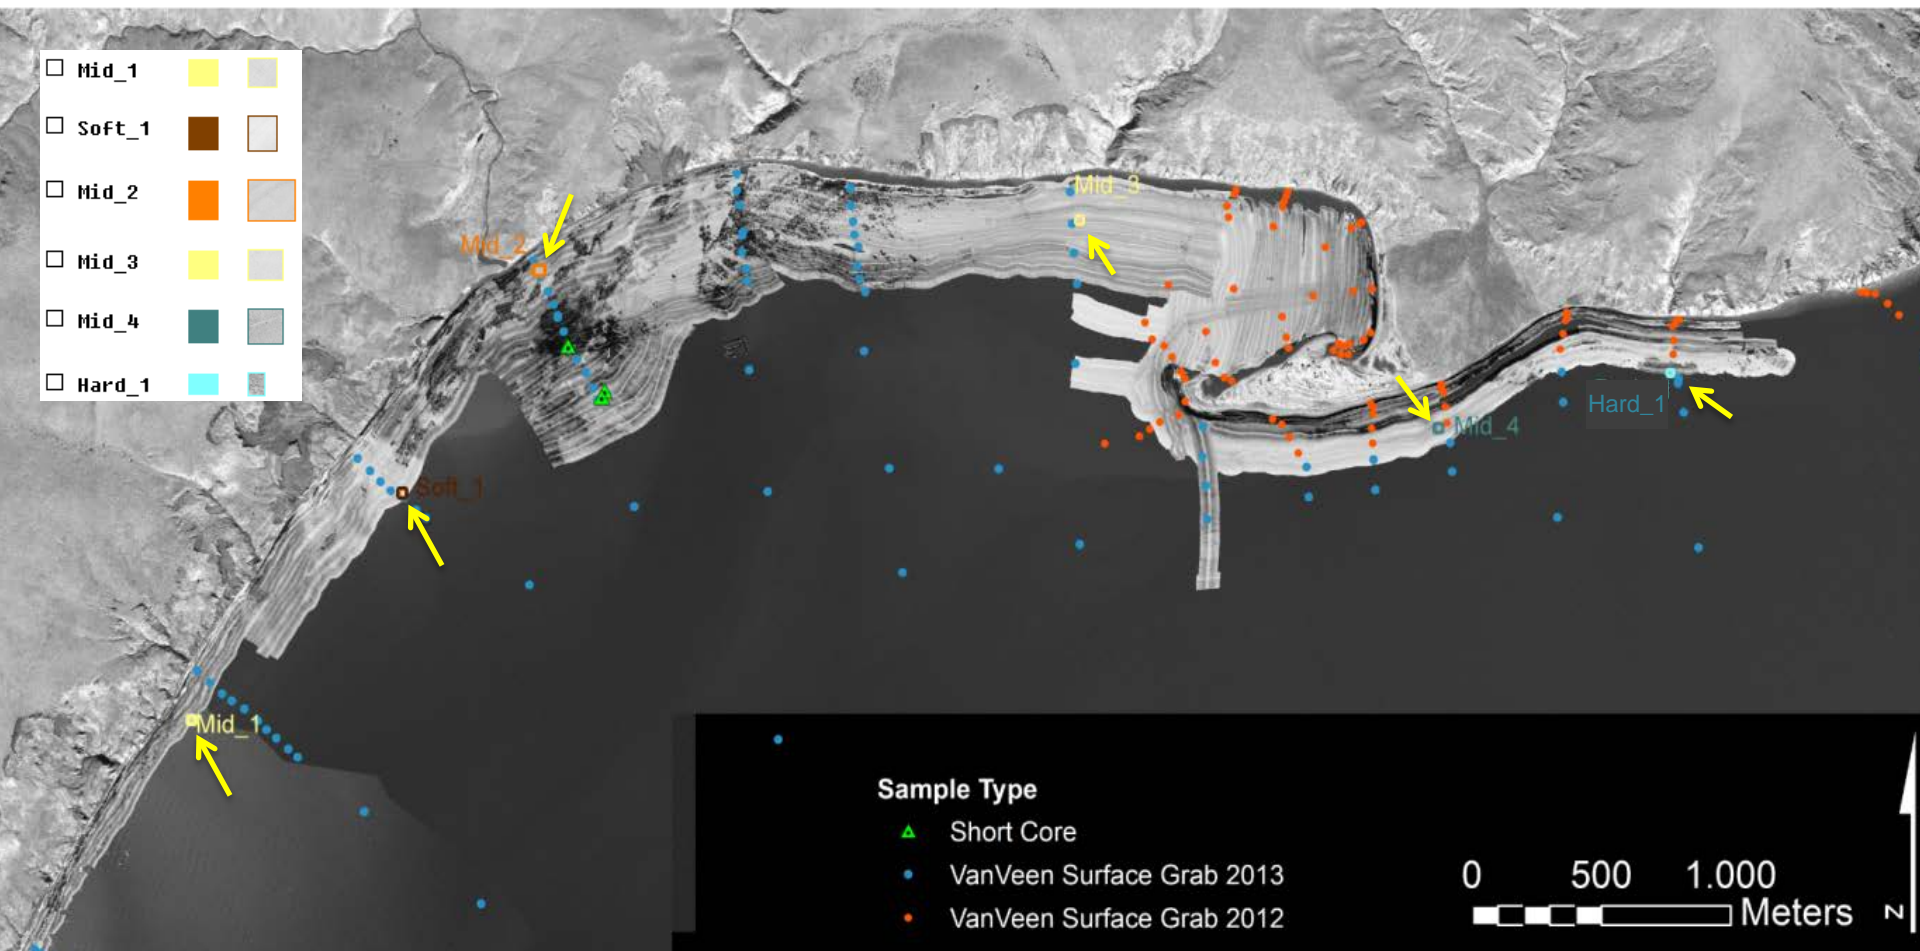 Mid_1
Soft_1
Mid_2
Mid_3
Mid_4
Hard_1
Mid_3
Mid_2
Hard_1
Mid_4
Soft_1
Mid_1
Sample Type
Short Core
VanVeen Surface Grab 2013
VanVeen Surface Grab 2012
0 500 1.000
Meters
N